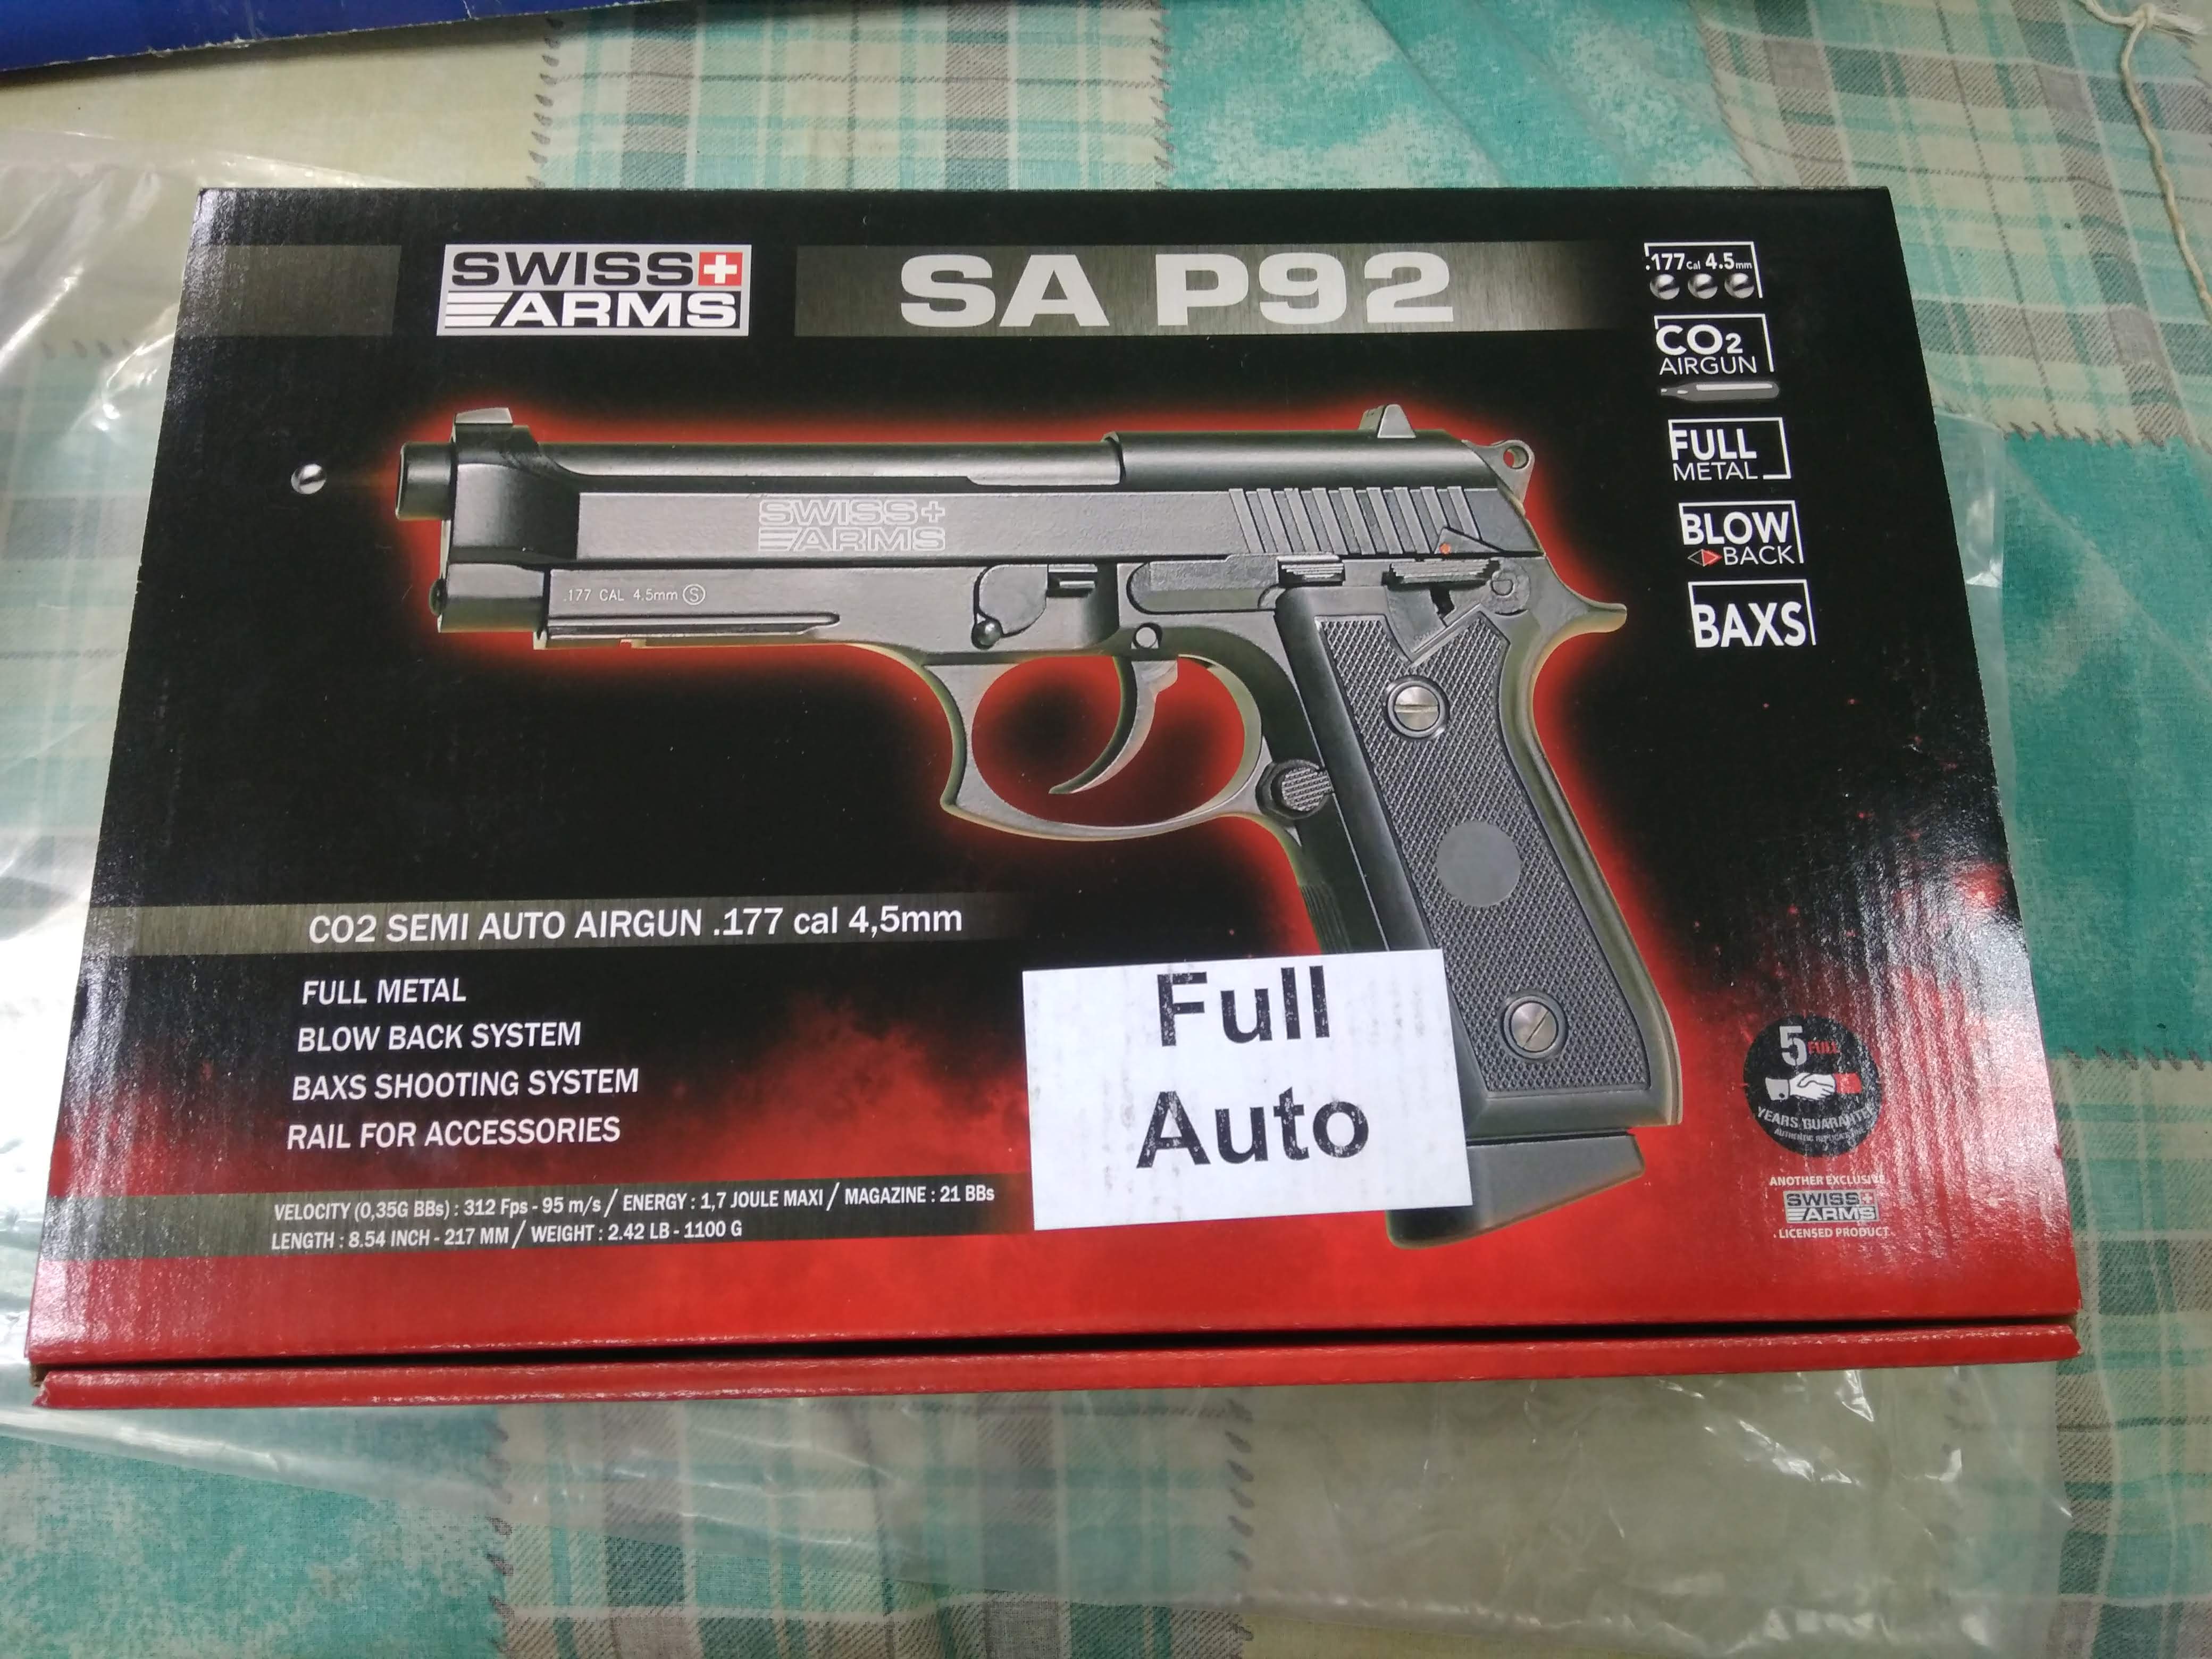 SWISS
ARMS
SA P92
.177 Cal 4.5mm
CO2
AIRGUN
FULL
METAL
BLOW
BACK
BAXS
SWISS
ARMS
.177 CAL 4.5mm S
CO2 SEMI AUTO AIRGUN .177 cal 4,5mm
FULL METAL
BLOW BACK SYSTEM
BAXS SHOOTING SYSTEM
RAIL FOR ACCESSORIES
Full
Auto
VELOCITY (0,35G BBs) : 312 Fps - 95 m/s / ENERGY : 1,7 JOULE MAXI / MAGAZINE : 21 BBs
LENGTH : 8.54 INCH - 217 MM / WEIGHT : 2.42 LB - 1100 G
5 FULL
YEARS GUARANTEE
ANOTHER EXCLUSIVE
SWISS
ARMS
LICENSED PRODUCT